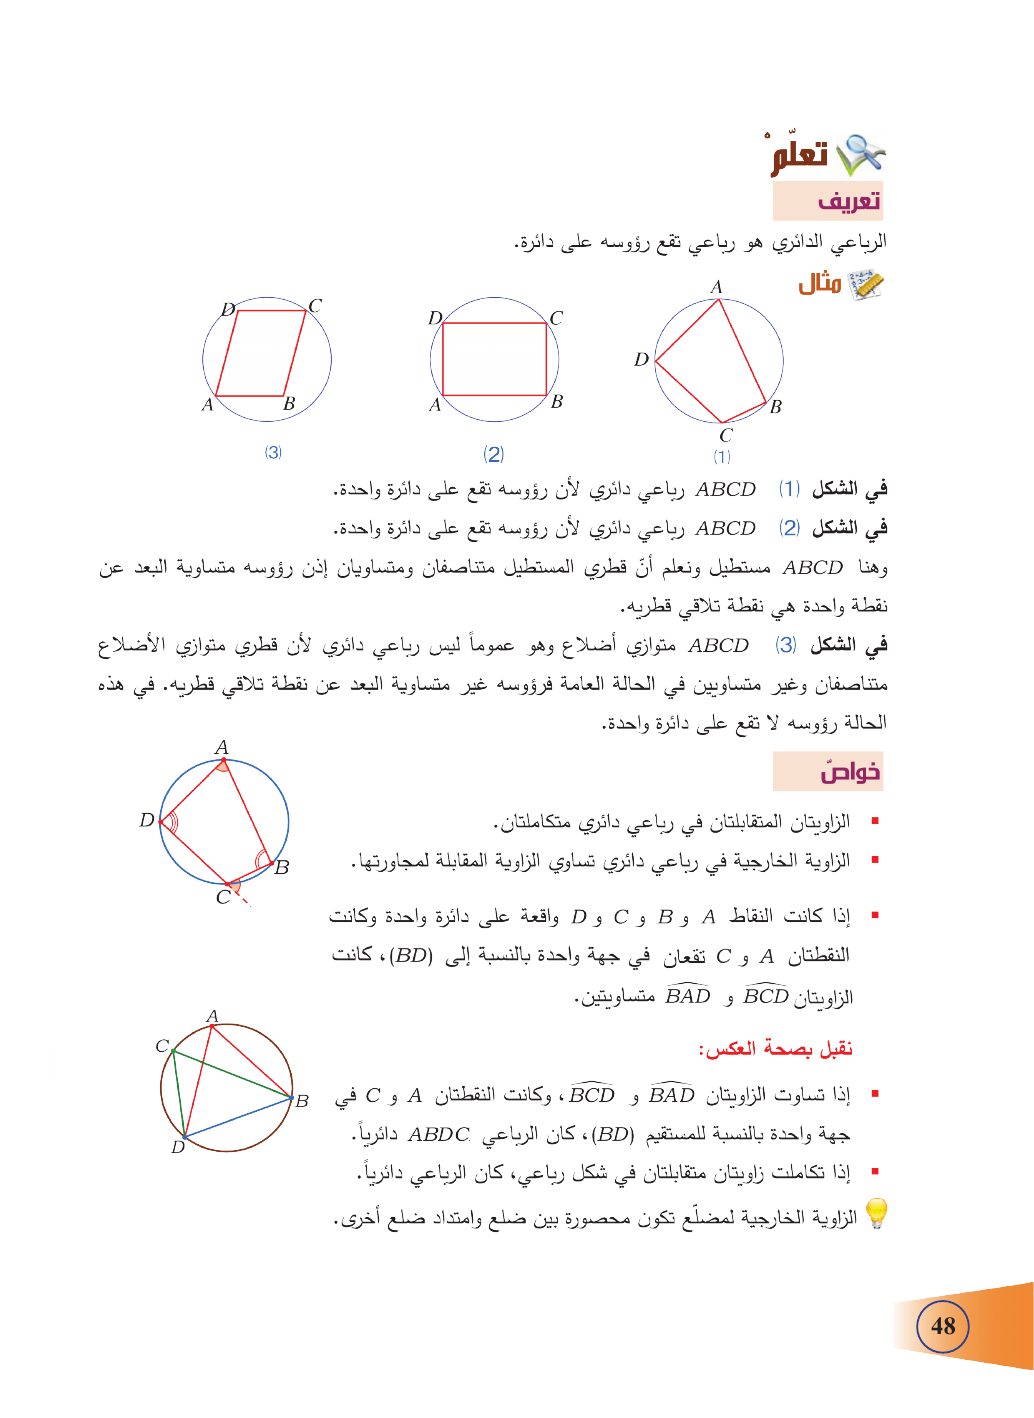 تعلّمْ
تعريف
الرباعي الدائري هو رباعي تقع رؤوسه على دائرة.
مثال
A
D
B
C
(1)
D
C
A
B
(2)
D
C
A
B
(3)
في الشكل (1) ABCD رباعي دائري لأن رؤوسه تقع على دائرة واحدة.
في الشكل (2) ABCD رباعي دائري لأن رؤوسه تقع على دائرة واحدة.
وهنا ABCD مستطيل ونعلم أنّ قطري المستطيل متناصفان ومتساويان إذن رؤوسه متساوية البعد عن
نقطة واحدة هي نقطة تلاقي قطريه.
في الشكل (3) ABCD متوازي أضلاع وهو عموماً ليس رباعي دائري لأن قطري متوازي الأضلاع
متناصفان وغير متساويين في الحالة العامة فرؤوسه غير متساوية البعد عن نقطة تلاقي قطريه. في هذه
الحالة رؤوسه لا تقع على دائرة واحدة.
خواصّ
A
D
B
C
▪ الزاويتان المتقابلتان في رباعي دائري متكاملتان.
▪ الزاوية الخارجية في رباعي دائري تساوي الزاوية المقابلة لمجاورتها.
▪ إذا كانت النقاط A و B و C و D واقعة على دائرة واحدة وكانت
النقطتان A و C تقعان في جهة واحدة بالنسبة إلى (BD)، كانت
الزاويتان BCD و BAD متساويتين.
A
C
B
D
نقبل بصحة العكس:
▪ إذا تساوت الزاويتان BAD و BCD، وكانت النقطتان A و C في
جهة واحدة بالنسبة للمستقيم (BD)، كان الرباعي ABDC دائرياً.
▪ إذا تكاملت زاويتان متقابلتان في شكل رباعي، كان الرباعي دائرياً.
الزاوية الخارجية لمضلّع تكون محصورة بين ضلع وامتداد ضلع أخرى.
48